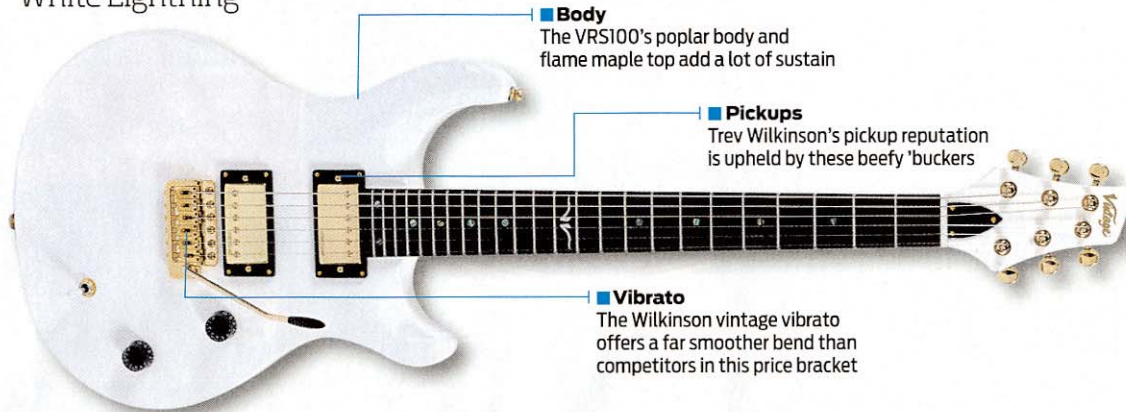 White Lightning
Body
The VRS100's poplar body and
flame maple top add a lot of sustain
Pickups
Trev Wilkinson's pickup reputation
is upheld by these beefy 'buckers
Vintage
Vibrato
The Wilkinson vintage vibrato
offers a far smoother bend than
competitors in this price bracket